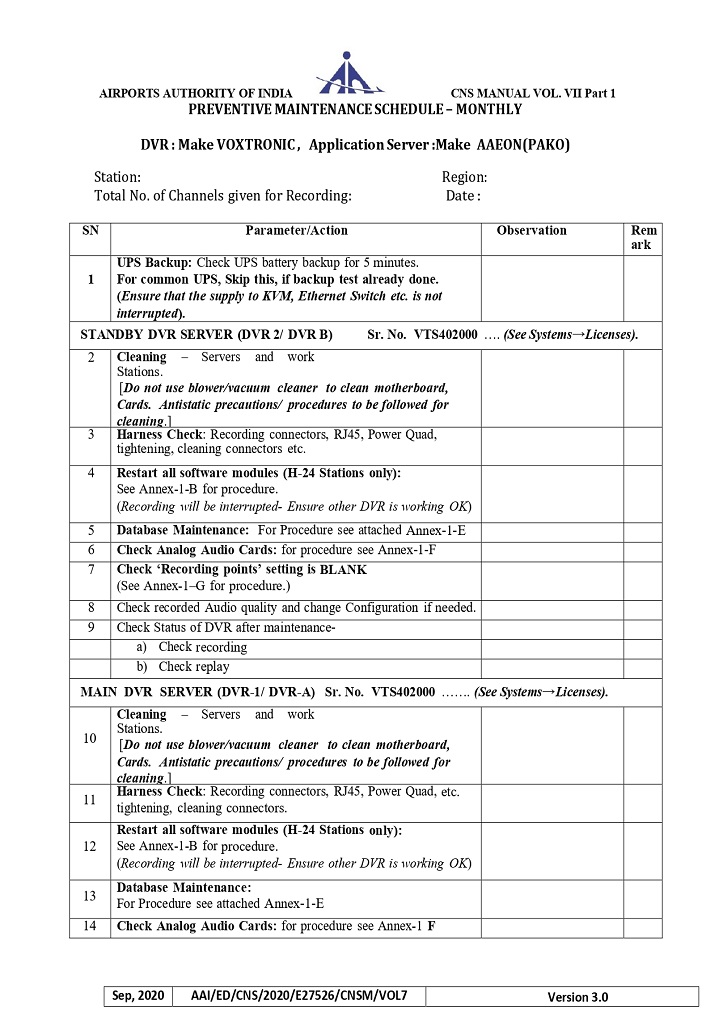 AIRPORTS AUTHORITY OF INDIA CNS MANUAL VOL. VII Part 1
PREVENTIVE MAINTENANCE SCHEDULE – MONTHLY
DVR : Make VOXTRONIC , Application Server :Make AAEON(PAKO)
Station: Region:
Total No. of Channels given for Recording: Date :
SN Parameter/Action Observation Rem
ark
UPS Backup: Check UPS battery backup for 5 minutes.
1 For common UPS, Skip this, if backup test already done.
(Ensure that the supply to KVM, Ethernet Switch etc. is not
interrupted).
STANDBY DVR SERVER (DVR 2/ DVR B) Sr. No. VTS402000 …. (See Systems→Licenses).
2 Cleaning – Servers and work
Stations.
[Do not use blower/vacuum cleaner to clean motherboard,
Cards. Antistatic precautions/ procedures to be followed for
cleaning.]
3 Harness Check: Recording connectors, RJ45, Power Quad,
tightening, cleaning connectors etc.
4 Restart all software modules (H-24 Stations only):
See Annex-1-B for procedure.
(Recording will be interrupted- Ensure other DVR is working OK)
5 Database Maintenance: For Procedure see attached Annex-1-E
6 Check Analog Audio Cards: for procedure see Annex-1-F
7 Check ‘Recording points’ setting is BLANK
(See Annex-1–G for procedure.)
8 Check recorded Audio quality and change Configuration if needed.
9 Check Status of DVR after maintenance-
a) Check recording
b) Check replay
MAIN DVR SERVER (DVR-1/ DVR-A) Sr. No. VTS402000 ……. (See Systems→Licenses).
Cleaning – Servers and work
Stations.
10 [Do not use blower/vacuum cleaner to clean motherboard,
Cards. Antistatic precautions/ procedures to be followed for
cleaning.]
11 Harness Check: Recording connectors, RJ45, Power Quad, etc.
tightening, cleaning connectors.
Restart all software modules (H-24 Stations only):
12 See Annex-1-B for procedure.
(Recording will be interrupted- Ensure other DVR is working OK)
13 Database Maintenance:
For Procedure see attached Annex-1-E
14 Check Analog Audio Cards: for procedure see Annex-1 F
Sep, 2020 AAI/ED/CNS/2020/E27526/CNSM/VOL7 Version 3.0